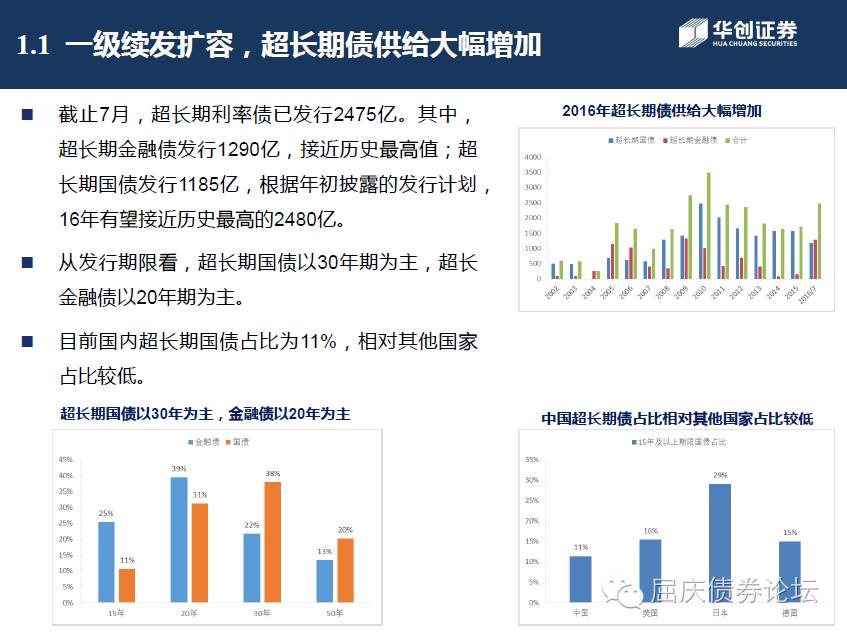 1.1 一级续发扩容，超长期债供给大幅增加
华创证券
HUA CHUANG SECURITIES
截止7月，超长期利率债已发行2475亿。其中，
超长期金融债发行1290亿，接近历史最高值；超
长期国债发行1185亿，根据年初披露的发行计划，
16年有望接近历史最高的2480亿。
从发行期限看，超长期国债以30年期为主，超长
金融债以20年期为主。
目前国内超长期国债占比为11%，相对其他国家
占比较低。
2016年超长期债供给大幅增加
超长期国债 超长期金融债 合计
4000
3500
3000
2500
2000
1500
1000
500
0
2002 2003 2004 2005 2006 2007 2008 2009 2010 2011 2012 2013 2014 2015 2016/7
超长期国债以30年为主，金融债以20年为主
金融债 国债
45%
40%
35%
30%
25%
20%
15%
10%
5%
0%
25% 11% 39% 31% 22% 38% 13% 20%
15年 20年 30年 50年
中国超长期债占比相对其他国家占比较低
15年及以上期限国债占比
35%
30%
25%
20%
15%
10%
5%
0%
11% 16% 29% 15%
中国 美国 日本 德国
屈庆债券论坛